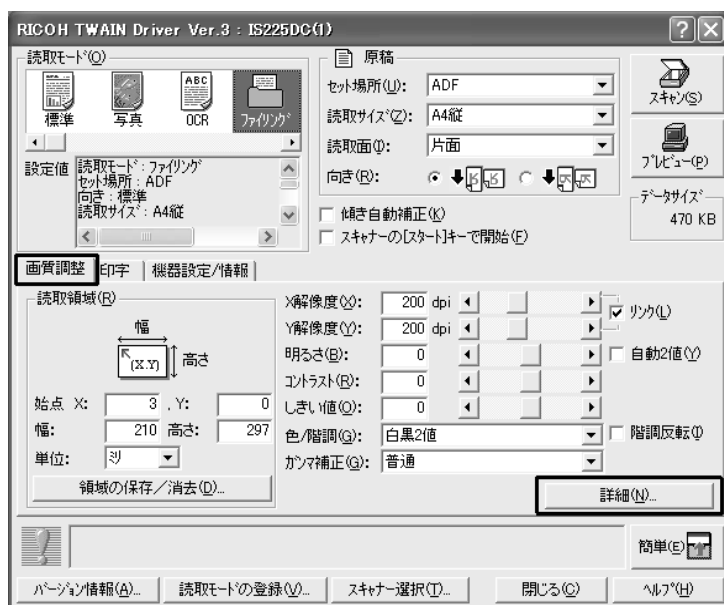 RICOH TWAIN Driver Ver.3 : IS225DC(1)
読取モード(O)
標準
写真
ABC
OCR
ファイリング
設定値
読取モード : ファイリング
セット場所 : ADF
向き : 標準
読取サイズ : A4縦
原稿
セット場所(U): ADF
読取サイズ(Z): A4縦
読取面(I): 片面
向き(R):
傾き自動補正(K)
スキャナーの[スタート]キーで開始(F)
スキャン(S)
プレビュー(P)
データサイズ
470 KB
画質調整
印字
機器設定/情報
読取領域(R)
幅
(X.Y)
高さ
始点 X: 3 , Y: 0
幅: 210 高さ: 297
単位: ミリ
領域の保存/消去(D)...
X解像度(X): 200 dpi
リンク(L)
Y解像度(Y): 200 dpi
明るさ(B): 0
自動2値(Y)
コントラスト(R): 0
しきい値(O): 0
色/階調(G): 白黒2値
階調反転(I)
ガンマ補正(G): 普通
詳細(N)...
簡単(E)
バージョン情報(A)...
読取モードの登録(V)...
スキャナー選択(T)...
閉じる(C)
ヘルプ(H)